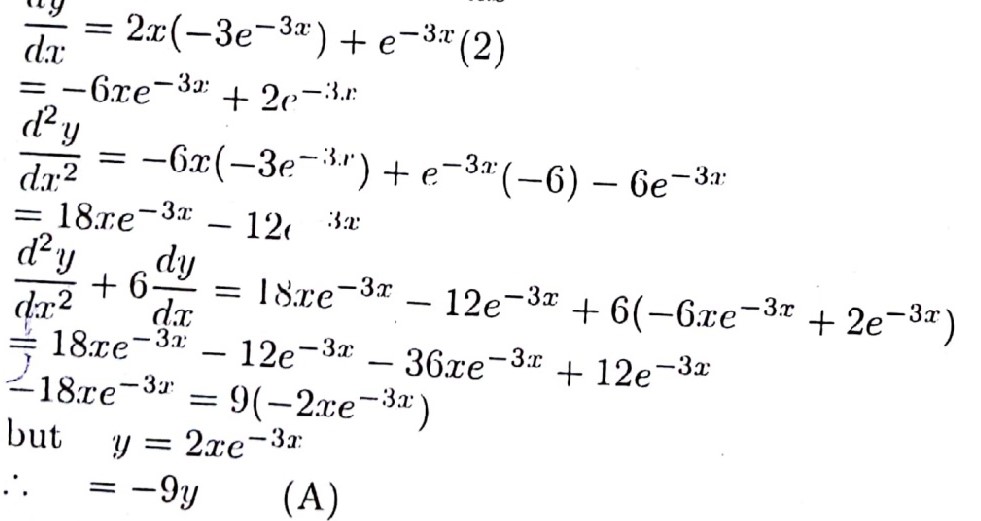 dy/dx = 2x(−3e^{−3x}) + e^{−3x}(2)
= −6xe^{−3x} + 2e^{−3x}
d²y/dx² = −6x(−3e^{−3x}) + e^{−3x}(−6) − 6e^{−3x}
= 18xe^{−3x} − 12e^{3x}
d²y/dx² + 6 dy/dx = 18xe^{−3x} − 12e^{−3x} + 6(−6xe^{−3x} + 2e^{−3x})
= 18xe^{−3x} − 12e^{−3x} − 36xe^{−3x} + 12e^{−3x}
−18xe^{−3x} = 9(−2xe^{−3x})
but y = 2xe^{−3x}
∴ = −9y (A)